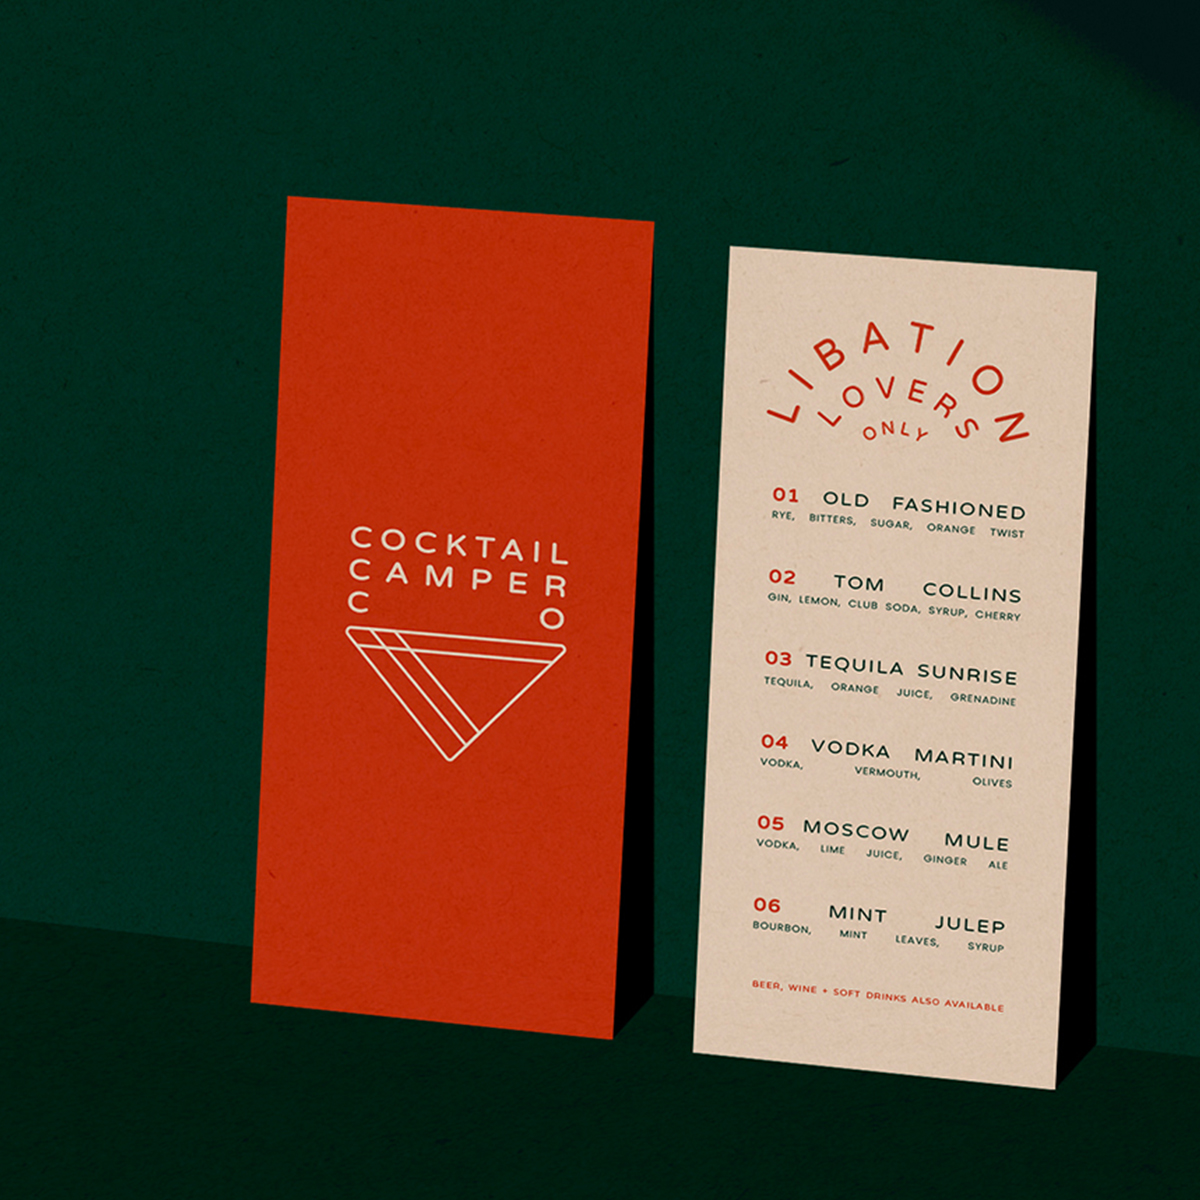 COCKTAIL
CAMPER
C O
LIBATION
LOVERS
ONLY
01 OLD FASHIONED
RYE, BITTERS, SUGAR, ORANGE TWIST
02 TOM COLLINS
GIN, LEMON, CLUB SODA, SYRUP, CHERRY
03 TEQUILA SUNRISE
TEQUILA, ORANGE JUICE, GRENADINE
04 VODKA MARTINI
VODKA, VERMOUTH, OLIVES
05 MOSCOW MULE
VODKA, LIME JUICE, GINGER ALE
06 MINT JULEP
BOURBON, MINT LEAVES, SYRUP
BEER, WINE + SOFT DRINKS ALSO AVAILABLE